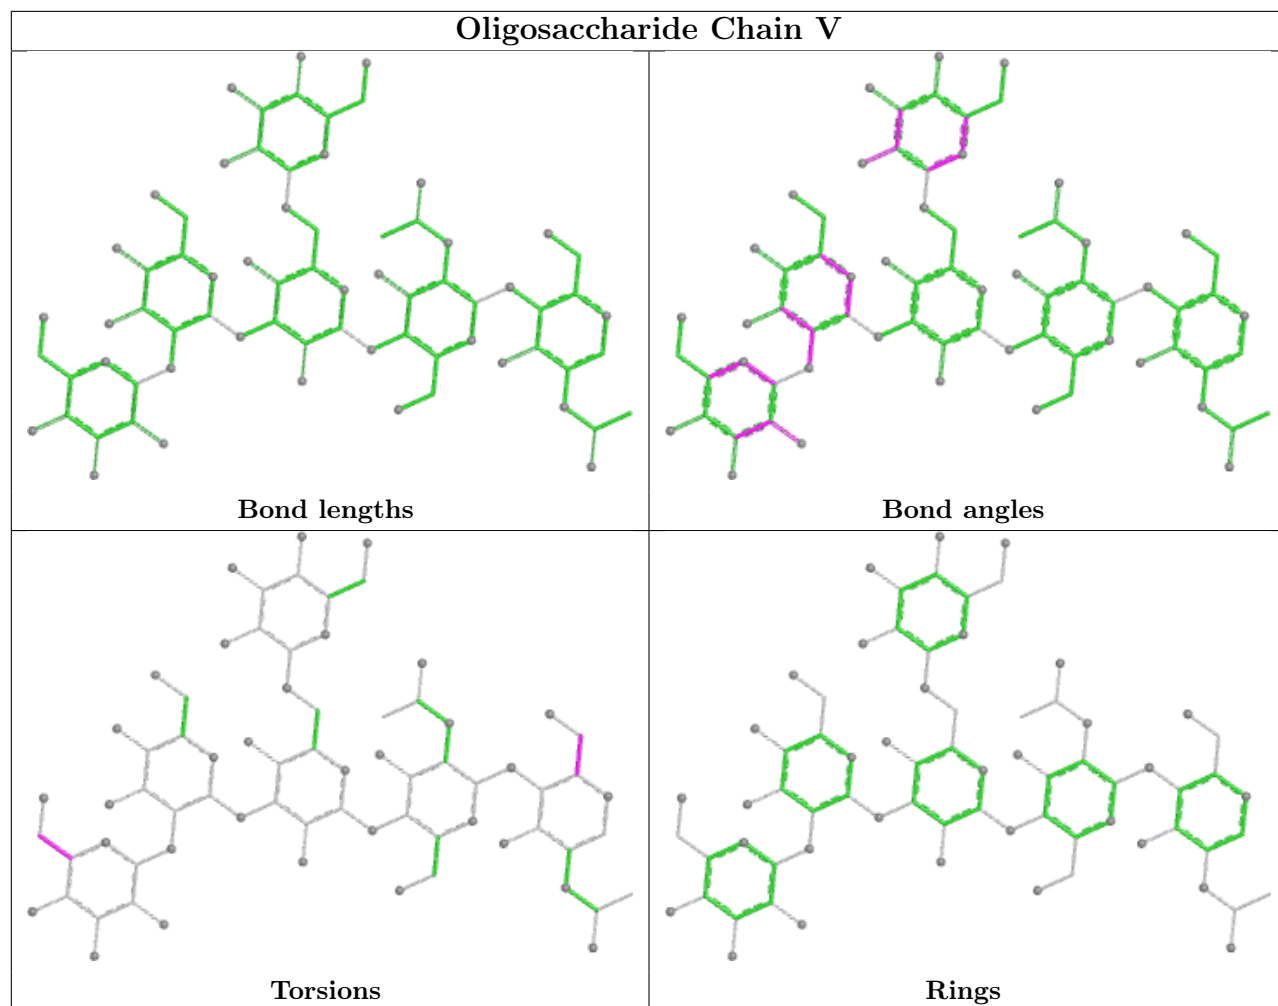 Oligosaccharide Chain V
Bond lengths
Bond angles
Torsions
Rings